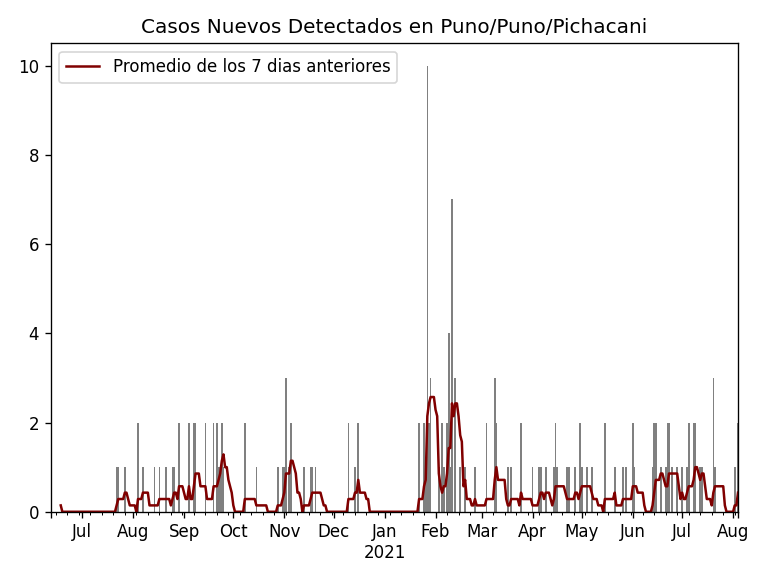 Casos Nuevos Detectados en Puno/Puno/Pichacani
Promedio de los 7 dias anteriores
10
8
6
4
2
0
Jul Aug Sep Oct Nov Dec Jan Feb Mar Apr May Jun Jul Aug
2021